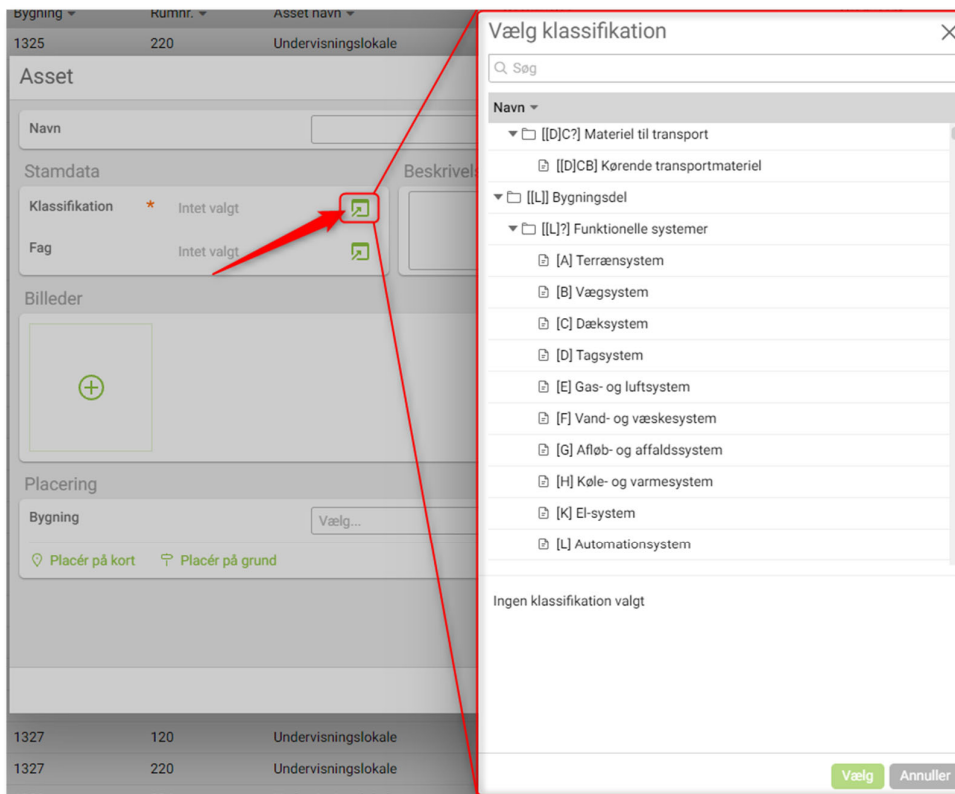 Bygning Rumnr. Asset navn
1325 220 Undervisningslokale
Asset
Navn
Stamdata
Klassifikation * Intet valgt
Fag Intet valgt
Billeder
Placering
Bygning Vælg...
Placér på kort Placér på grund
1327 120 Undervisningslokale
1327 220 Undervisningslokale
Vælg klassifikation
Søg
Navn
[[D]C?] Materiel til transport
[[D]CB] Kørende transportmateriel
[[L]] Bygningsdel
[[L]?] Funktionelle systemer
[A] Terrænsystem
[B] Vægsystem
[C] Dæksystem
[D] Tagsystem
[E] Gas- og luftsystem
[F] Vand- og væskesystem
[G] Afløb- og affaldssystem
[H] Køle- og varmesystem
[K] El-system
[L] Automationsystem
Ingen klassifikation valgt
Vælg Annuller